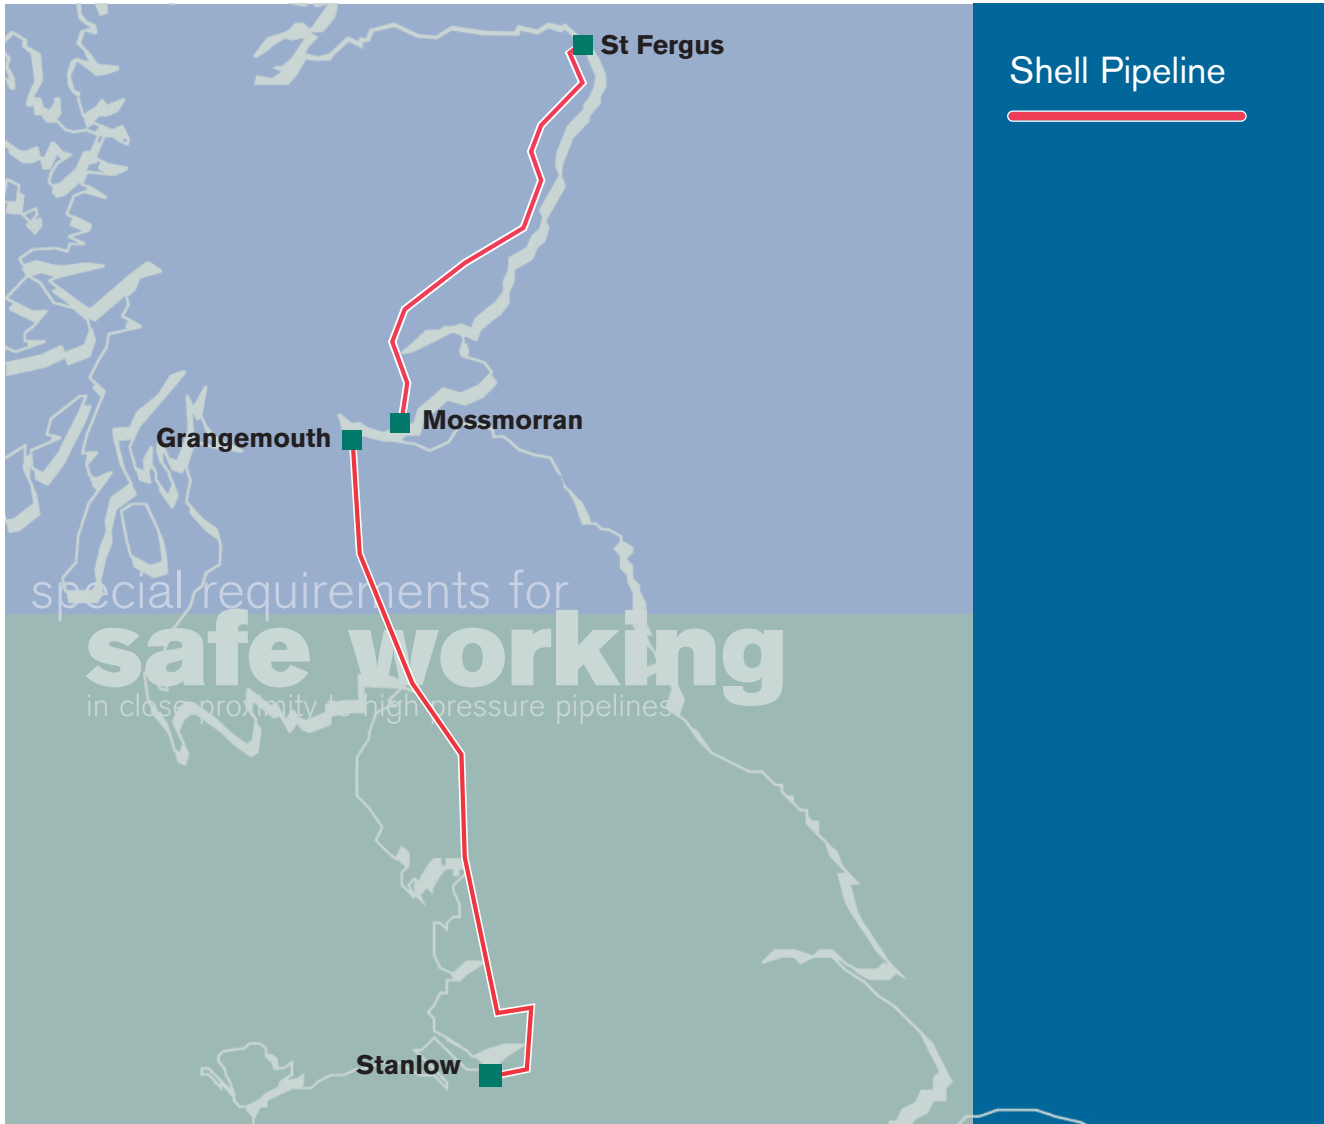 St Fergus
Shell Pipeline
Mossmorran
Grangemouth
special requirements for
safe working
in close proximity to high pressure pipelines
Stanlow